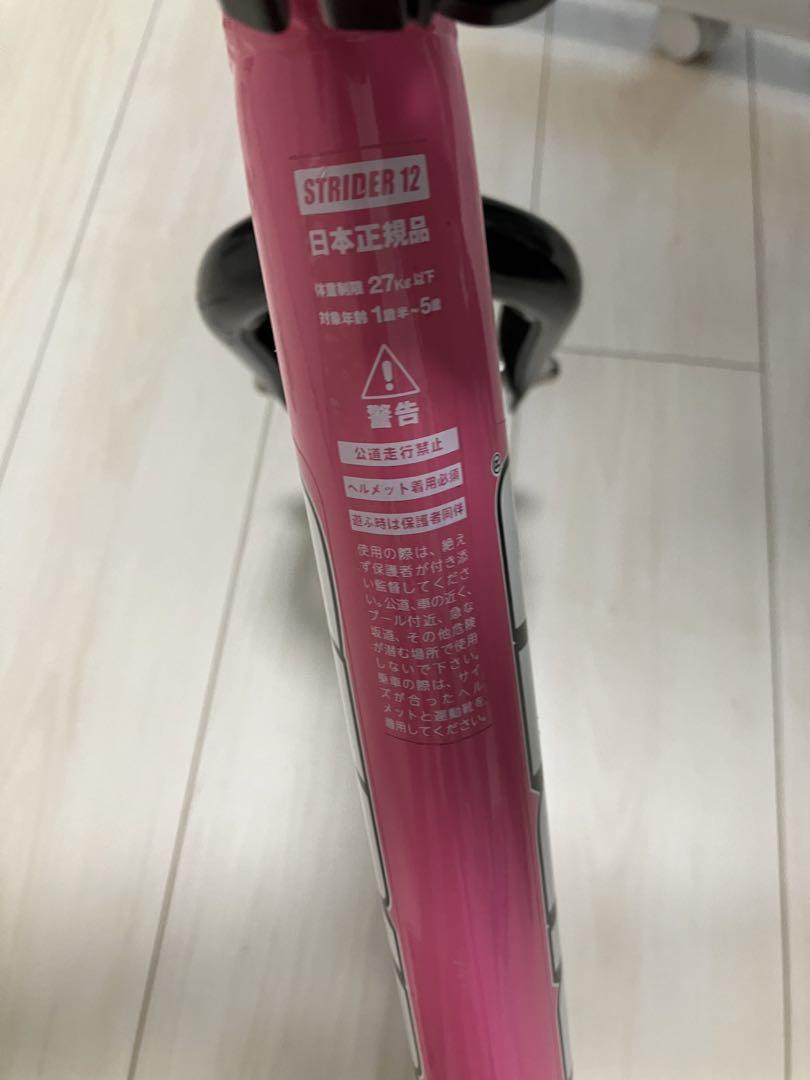 STRIDER 12
日本正規品
体重制限 27Kg以下
対象年齢 1歳半~5歳
警告
公道走行禁止
ヘルメット着用必須
遊ぶ時は保護者同伴
使用の際は、絶え
ず保護者が付き添
い監督してくださ
い。公道、車の近く、
プール付近、急な
坂道、その他危険
が潜む場所で使用
しないで下さい。
乗車の際は、サイ
ズが合ったヘル
メットと運動靴を
着用してください。